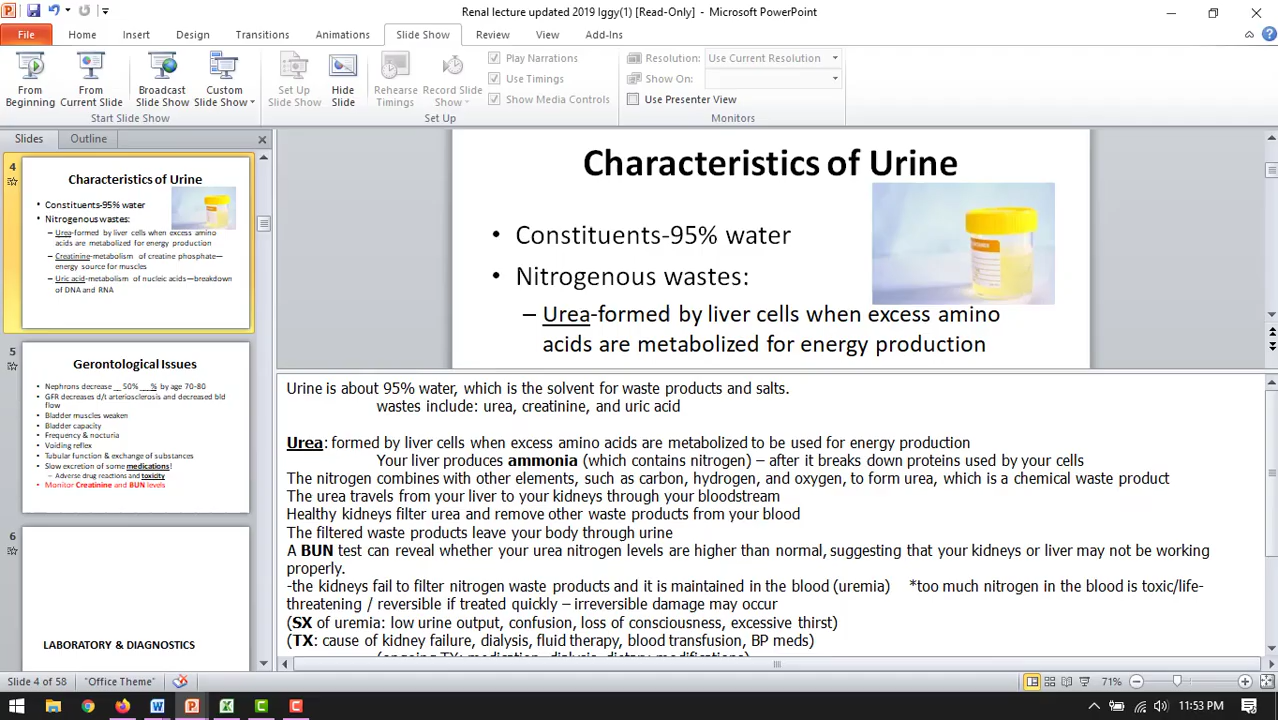 Renal lecture updated 2019 Iggy(1) [Read-Only] - Microsoft PowerPoint
File Home Insert Design Transitions Animations Slide Show Review View Add-Ins
From Beginning
From Current Slide
Broadcast Slide Show
Custom Slide Show
Start Slide Show
Set Up Slide Show
Hide Slide
Rehearse Timings
Record Slide Show
Play Narrations
Use Timings
Show Media Controls
Set Up
Resolution: Use Current Resolution
Show On:
Use Presenter View
Monitors
Slides Outline
4
Characteristics of Urine
• Constituents-95% water
• Nitrogenous wastes:
– Urea-formed by liver cells when excess amino
acids are metabolized for energy production
– Creatinine-metabolism of creatine phosphate—
energy source for muscles
– Uric acid-metabolism of nucleic acids—breakdown
of DNA and RNA
5
Gerontological Issues
• Nephrons decrease __ 50% __% by age 70-80
• GFR decreases d/t arteriosclerosis and decreased bld
flow
• Bladder muscles weaken
• Bladder capacity
• Frequency & nocturia
• Voiding reflex
• Tubular function & exchange of substances
• Slow excretion of some medications!
– Adverse drug reactions and toxicity
• Monitor Creatinine and BUN levels
6
LABORATORY & DIAGNOSTICS
Characteristics of Urine
• Constituents-95% water
• Nitrogenous wastes:
– Urea-formed by liver cells when excess amino
acids are metabolized for energy production
Urine is about 95% water, which is the solvent for waste products and salts.
wastes include: urea, creatinine, and uric acid
Urea: formed by liver cells when excess amino acids are metabolized to be used for energy production
Your liver produces ammonia (which contains nitrogen) – after it breaks down proteins used by your cells
The nitrogen combines with other elements, such as carbon, hydrogen, and oxygen, to form urea, which is a chemical waste product
The urea travels from your liver to your kidneys through your bloodstream
Healthy kidneys filter urea and remove other waste products from your blood
The filtered waste products leave your body through urine
A BUN test can reveal whether your urea nitrogen levels are higher than normal, suggesting that your kidneys or liver may not be working
properly.
-the kidneys fail to filter nitrogen waste products and it is maintained in the blood (uremia) *too much nitrogen in the blood is toxic/life-
threatening / reversible if treated quickly – irreversible damage may occur
(SX of uremia: low urine output, confusion, loss of consciousness, excessive thirst)
(TX: cause of kidney failure, dialysis, fluid therapy, blood transfusion, BP meds)
(ongoing TX: medication, dialysis, dietary modifications)
Slide 4 of 58 "Office Theme" 71%
11:53 PM